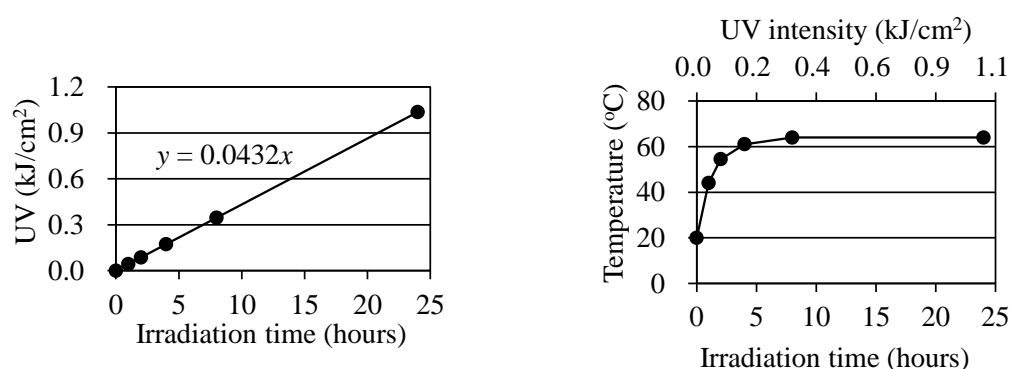 1.2
0.9
0.6
0.3
0.0
UV (kJ/cm²)
y = 0.0432x
0 5 10 15 20 25
Irradiation time (hours)
UV intensity (kJ/cm²)
0.0 0.2 0.4 0.6 0.9 1.1
80
60
40
20
0
Temperature (°C)
0 5 10 15 20 25
Irradiation time (hours)